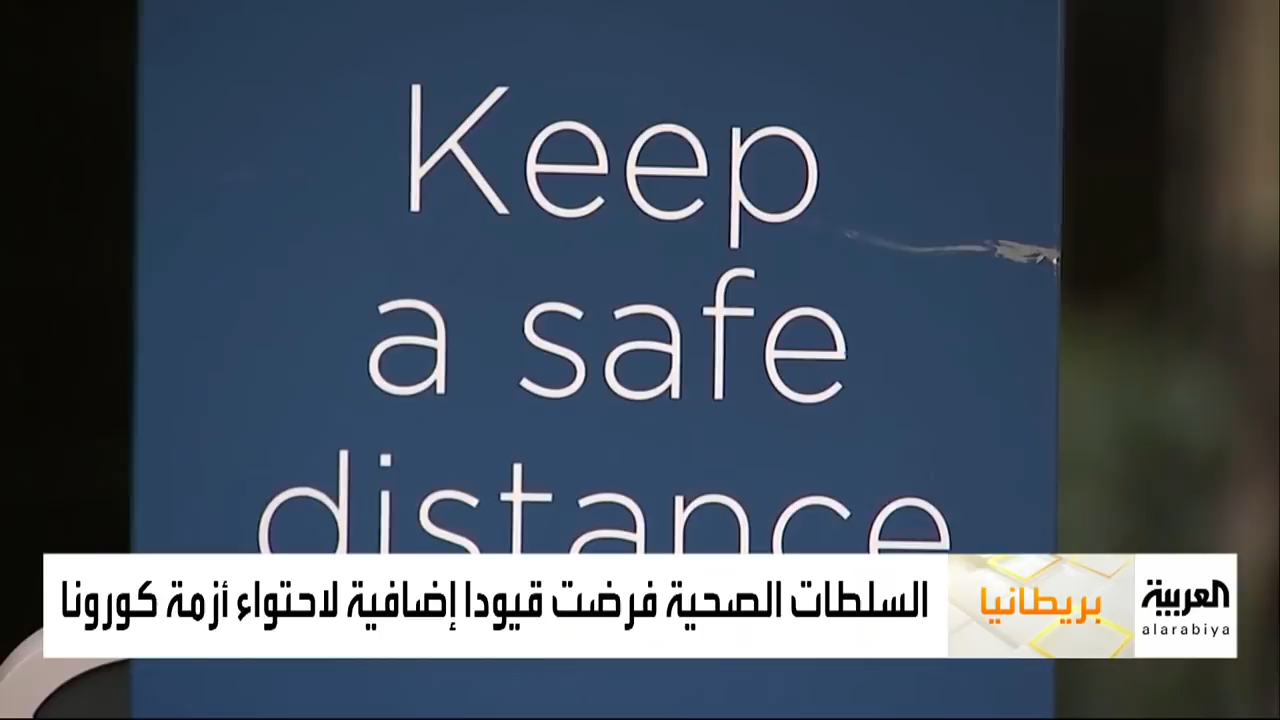 Keep
a safe
distance
السلطات الصحية فرضت قيودا إضافية لاحتواء أزمة كورونا
بريطانيا
العربية
alarabiya